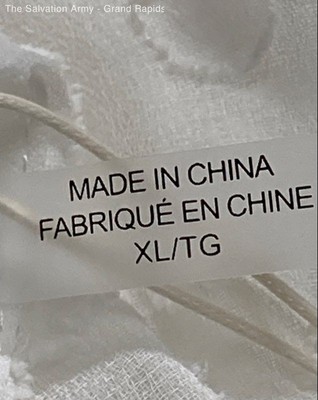 The Salvation Army - Grand Rapids
MADE IN CHINA
FABRIQUÉ EN CHINE
XL/TG